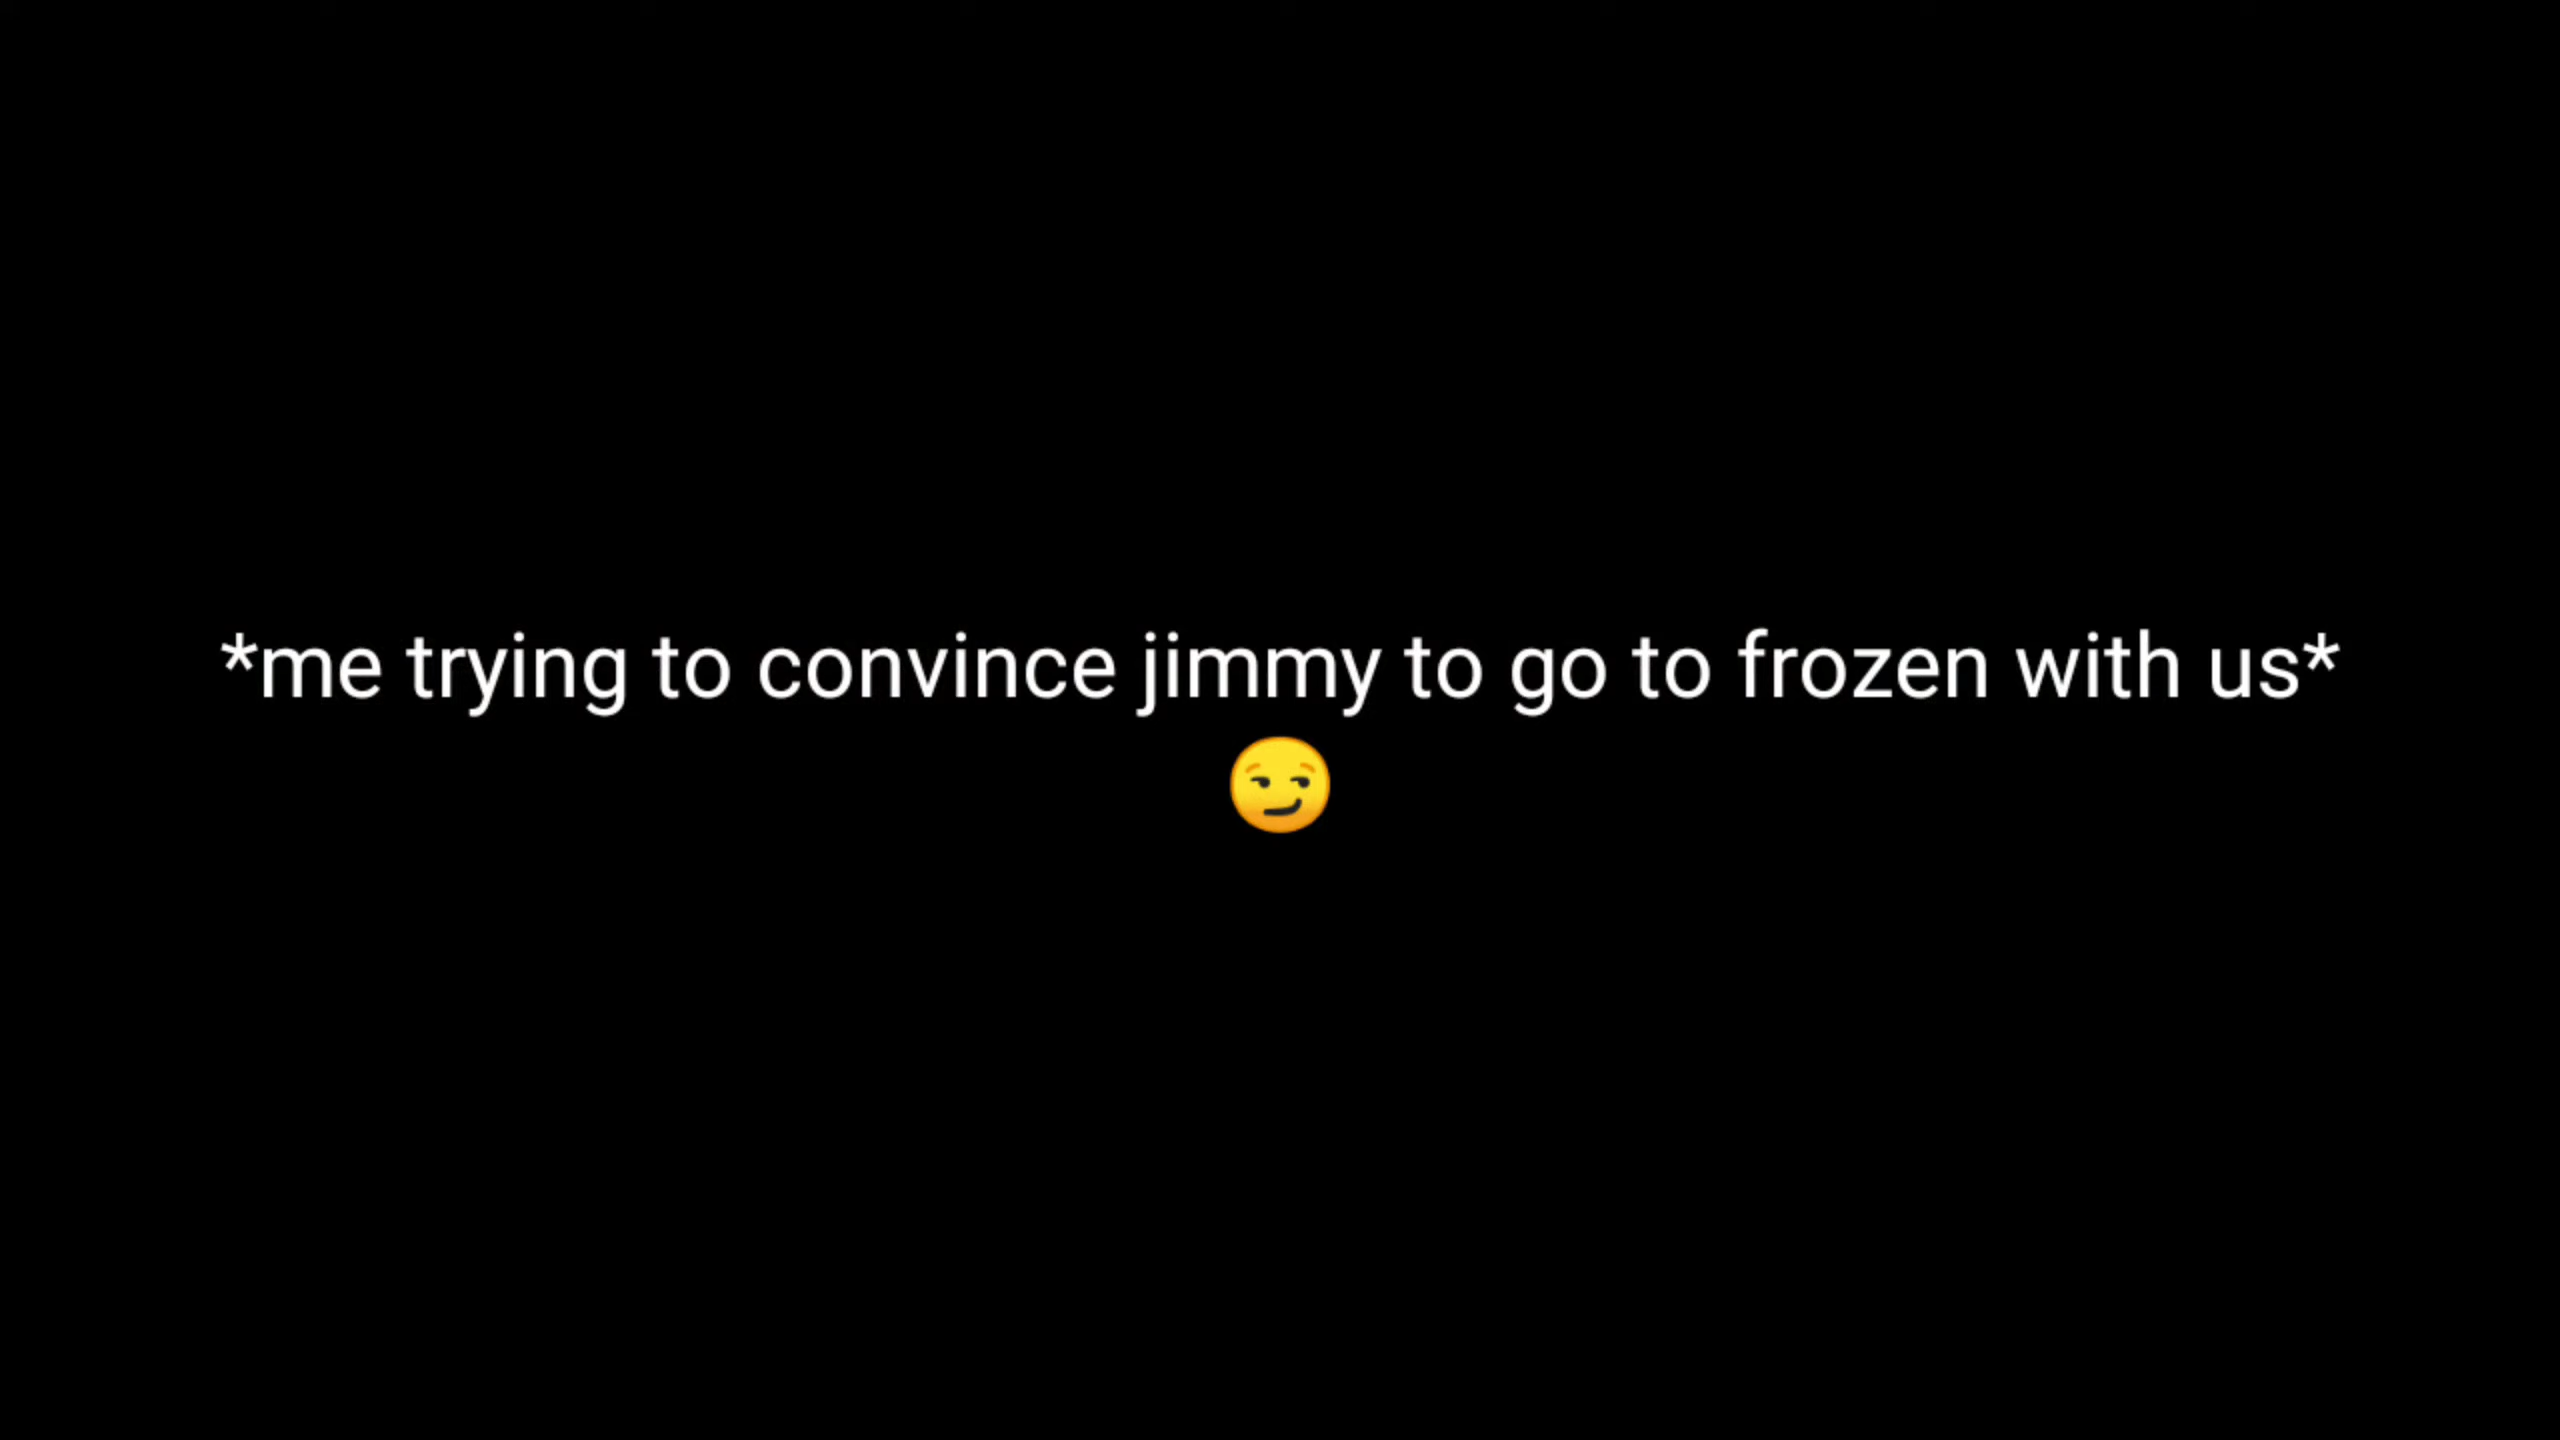 *me trying to convince jimmy to go to frozen with us*
😏